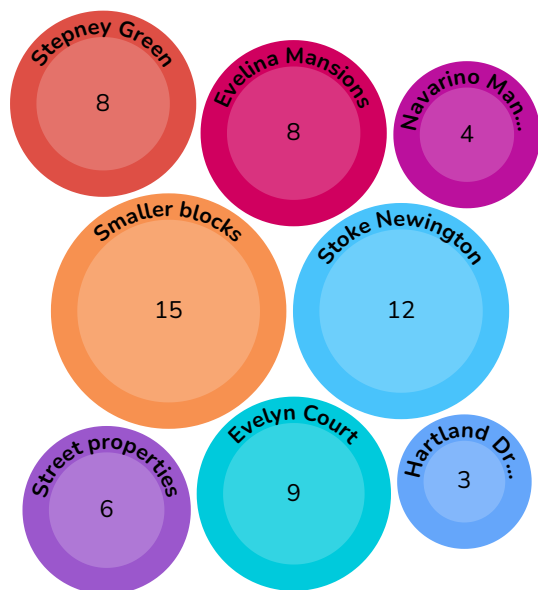 Stepney Green
8
Evelina Mansions
8
Navarino Man...
4
Smaller blocks
15
Stoke Newington
12
Street properties
6
Evelyn Court
9
Hartland Dr...
3